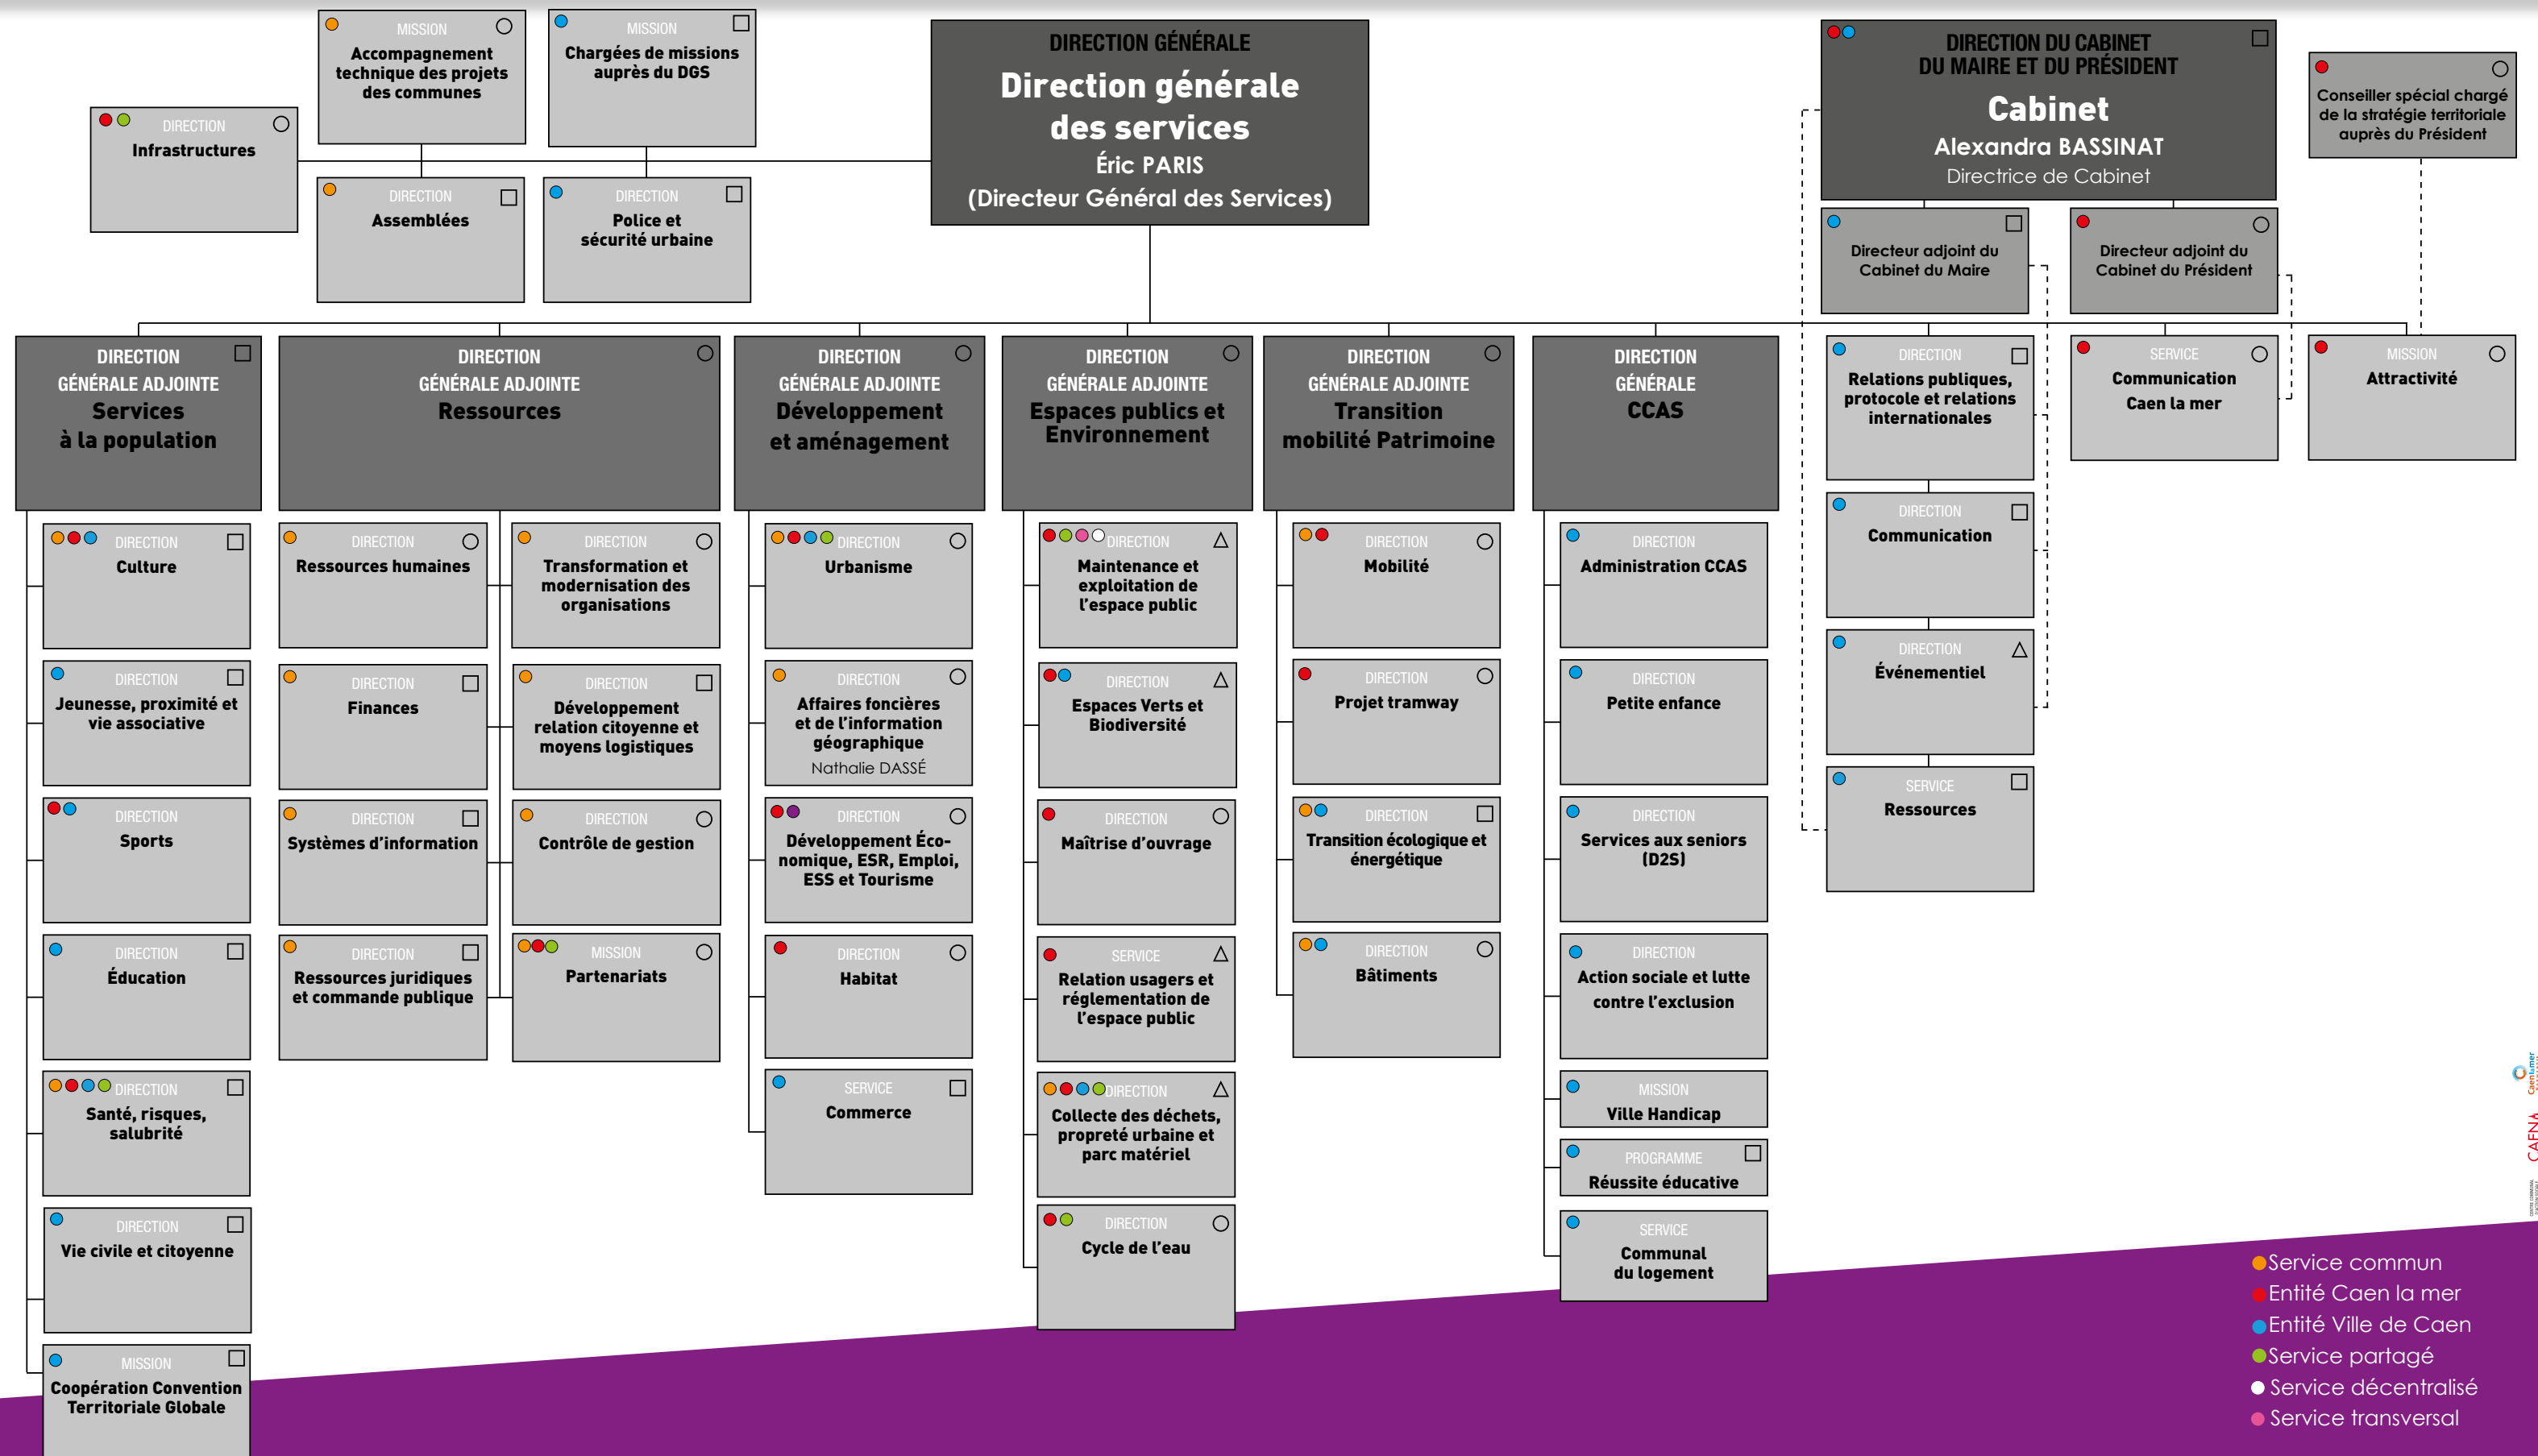 MISSION
Accompagnement
technique des projets
des communes
MISSION
Chargées de missions
auprès du DGS
DIRECTION
Infrastructures
DIRECTION
Assemblées
DIRECTION
Police et
sécurité urbaine
DIRECTION GÉNÉRALE
Direction générale
des services
Éric PARIS
(Directeur Général des Services)
DIRECTION DU CABINET
DU MAIRE ET DU PRÉSIDENT
Cabinet
Alexandra BASSINAT
Directrice de Cabinet
Conseiller spécial chargé
de la stratégie territoriale
auprès du Président
Directeur adjoint du
Cabinet du Maire
Directeur adjoint du
Cabinet du Président
DIRECTION
GÉNÉRALE ADJOINTE
Services
à la population
DIRECTION
Culture
DIRECTION
Jeunesse, proximité et
vie associative
DIRECTION
Sports
DIRECTION
Éducation
DIRECTION
Santé, risques,
salubrité
DIRECTION
Vie civile et citoyenne
MISSION
Coopération Convention
Territoriale Globale
DIRECTION
GÉNÉRALE ADJOINTE
Ressources
DIRECTION
Ressources humaines
DIRECTION
Transformation et
modernisation des
organisations
DIRECTION
Finances
DIRECTION
Développement
relation citoyenne et
moyens logistiques
DIRECTION
Systèmes d'information
DIRECTION
Contrôle de gestion
DIRECTION
Ressources juridiques
et commande publique
MISSION
Partenariats
DIRECTION
GÉNÉRALE ADJOINTE
Développement
et aménagement
DIRECTION
Urbanisme
DIRECTION
Affaires foncières
et de l'information
géographique
Nathalie DASSÉ
DIRECTION
Développement Éco-
nomique, ESR, Emploi,
ESS et Tourisme
DIRECTION
Habitat
SERVICE
Commerce
DIRECTION
GÉNÉRALE ADJOINTE
Espaces publics et
Environnement
DIRECTION
Maintenance et
exploitation de
l'espace public
DIRECTION
Espaces Verts et
Biodiversité
DIRECTION
Maîtrise d'ouvrage
SERVICE
Relation usagers et
réglementation de
l'espace public
DIRECTION
Collecte des déchets,
propreté urbaine et
parc matériel
DIRECTION
Cycle de l'eau
DIRECTION
GÉNÉRALE ADJOINTE
Transition
mobilité Patrimoine
DIRECTION
Mobilité
DIRECTION
Projet tramway
DIRECTION
Transition écologique et
énergétique
DIRECTION
Bâtiments
DIRECTION
GÉNÉRALE
CCAS
DIRECTION
Administration CCAS
DIRECTION
Petite enfance
DIRECTION
Services aux seniors
(D2S)
DIRECTION
Action sociale et lutte
contre l'exclusion
MISSION
Ville Handicap
PROGRAMME
Réussite éducative
SERVICE
Communal
du logement
DIRECTION
Relations publiques,
protocole et relations
internationales
DIRECTION
Communication
DIRECTION
Événementiel
SERVICE
Ressources
SERVICE
Communication
Caen la mer
MISSION
Attractivité
Caen la mer
Service commun
Entité Caen la mer
Entité Ville de Caen
Service partagé
Service décentralisé
Service transversal